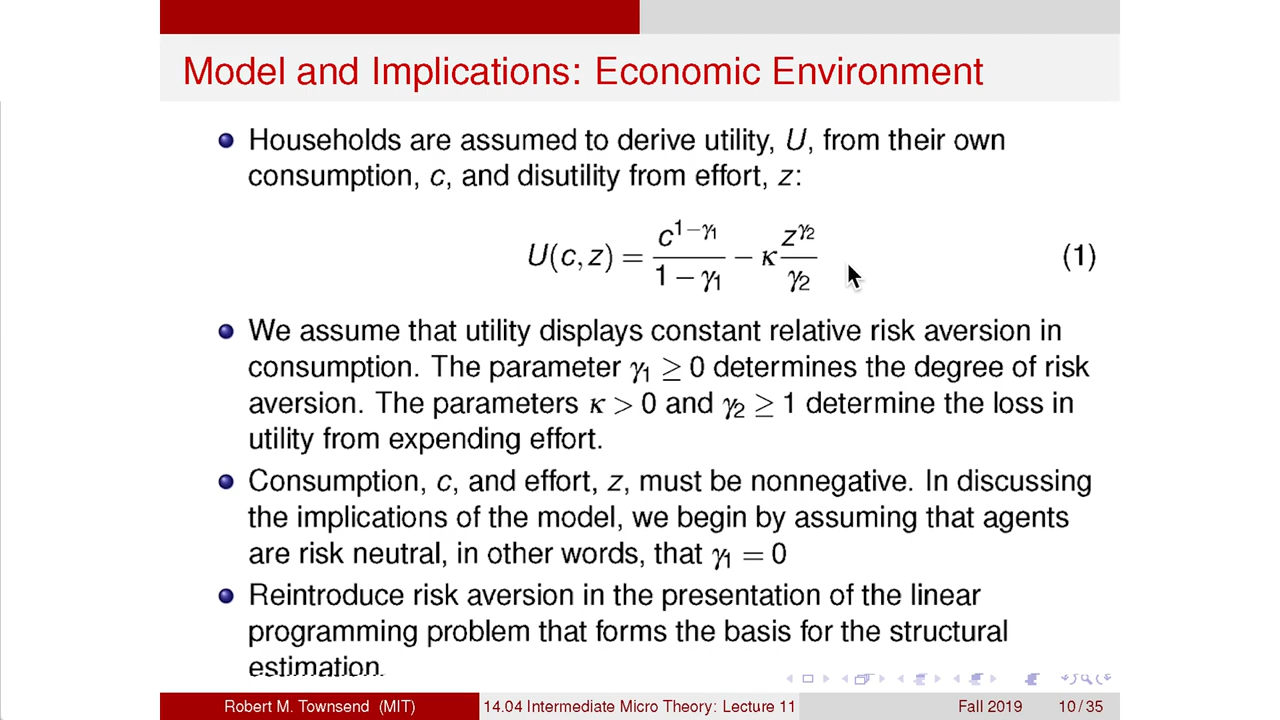 Model and Implications: Economic Environment
Households are assumed to derive utility, U, from their own
consumption, c, and disutility from effort, z:
U(c, z) = \frac{c^{1-γ_1}}{1 − γ_1} − κ \frac{z^{γ_2}}{γ_2} (1)
We assume that utility displays constant relative risk aversion in
consumption. The parameter γ₁ ≥ 0 determines the degree of risk
aversion. The parameters κ > 0 and γ₂ ≥ 1 determine the loss in
utility from expending effort.
Consumption, c, and effort, z, must be nonnegative. In discussing
the implications of the model, we begin by assuming that agents
are risk neutral, in other words, that γ₁ = 0
Reintroduce risk aversion in the presentation of the linear
programming problem that forms the basis for the structural
estimation.
Robert M. Townsend (MIT) 14.04 Intermediate Micro Theory: Lecture 11 Fall 2019 10 / 35